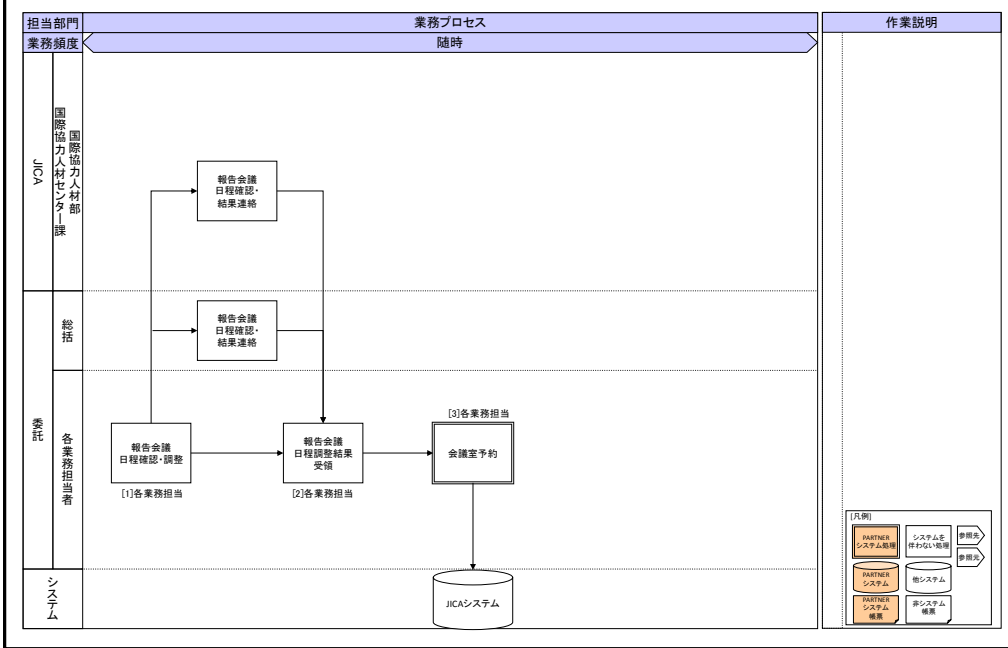 担当部門
業務プロセス
作業説明
業務頻度
随時
JICA
国際協力人材部
国際協力人材センター課
報告会議
日程確認・
結果連絡
委託
総括
報告会議
日程確認・
結果連絡
各業務担当者
報告会議
日程確認・調整
[1]各業務担当
報告会議
日程調整結果
受領
[2]各業務担当
[3]各業務担当
会議室予約
システム
JICAシステム
[凡例]
PARTNER
システム処理
システムを
伴わない処理
参照先
参照元
PARTNER
システム
他システム
PARTNER
システム
帳票
非システム
帳票